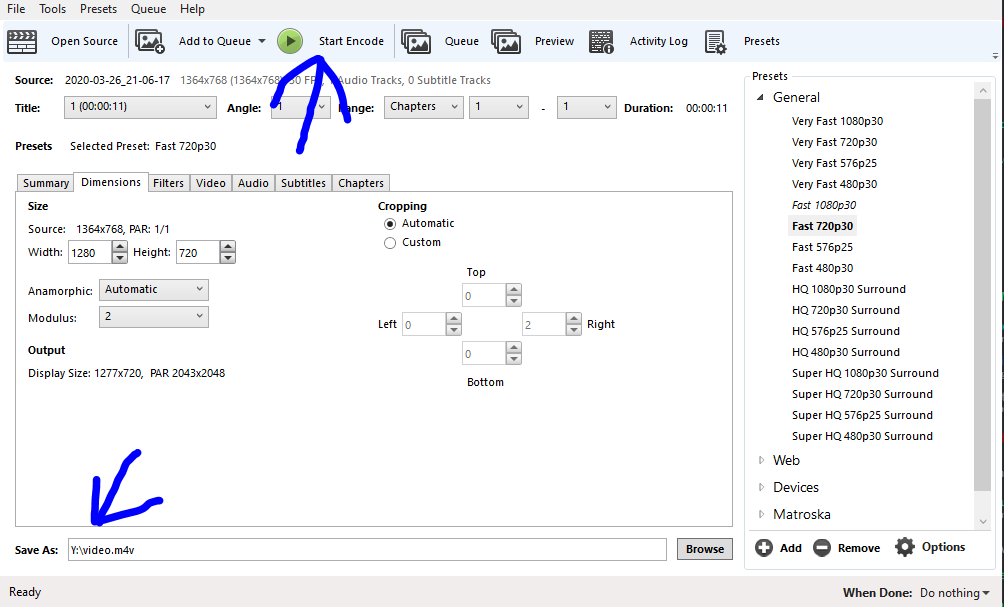 File Tools Presets Queue Help
Open Source Add to Queue Start Encode Queue Preview Activity Log Presets
Source: 2020-03-26_21-06-17 1364x768 (1364x768), 30 FPS, Audio Tracks, 0 Subtitle Tracks
Title: 1 (00:00:11) Angle: 1 Range: Chapters 1 - 1 Duration: 00:00:11
Presets Selected Preset: Fast 720p30
Summary Dimensions Filters Video Audio Subtitles Chapters
Size
Source: 1364x768, PAR: 1/1
Width: 1280 Height: 720
Anamorphic: Automatic
Modulus: 2
Output
Display Size: 1277x720, PAR 2043x2048
Cropping
Automatic
Custom
Top
0
Left 0 2 Right
0
Bottom
Save As: Y:\video.m4v Browse
Presets
General
Very Fast 1080p30
Very Fast 720p30
Very Fast 576p25
Very Fast 480p30
Fast 1080p30
Fast 720p30
Fast 576p25
Fast 480p30
HQ 1080p30 Surround
HQ 720p30 Surround
HQ 576p25 Surround
HQ 480p30 Surround
Super HQ 1080p30 Surround
Super HQ 720p30 Surround
Super HQ 576p25 Surround
Super HQ 480p30 Surround
Web
Devices
Matroska
Add Remove Options
Ready When Done: Do nothing